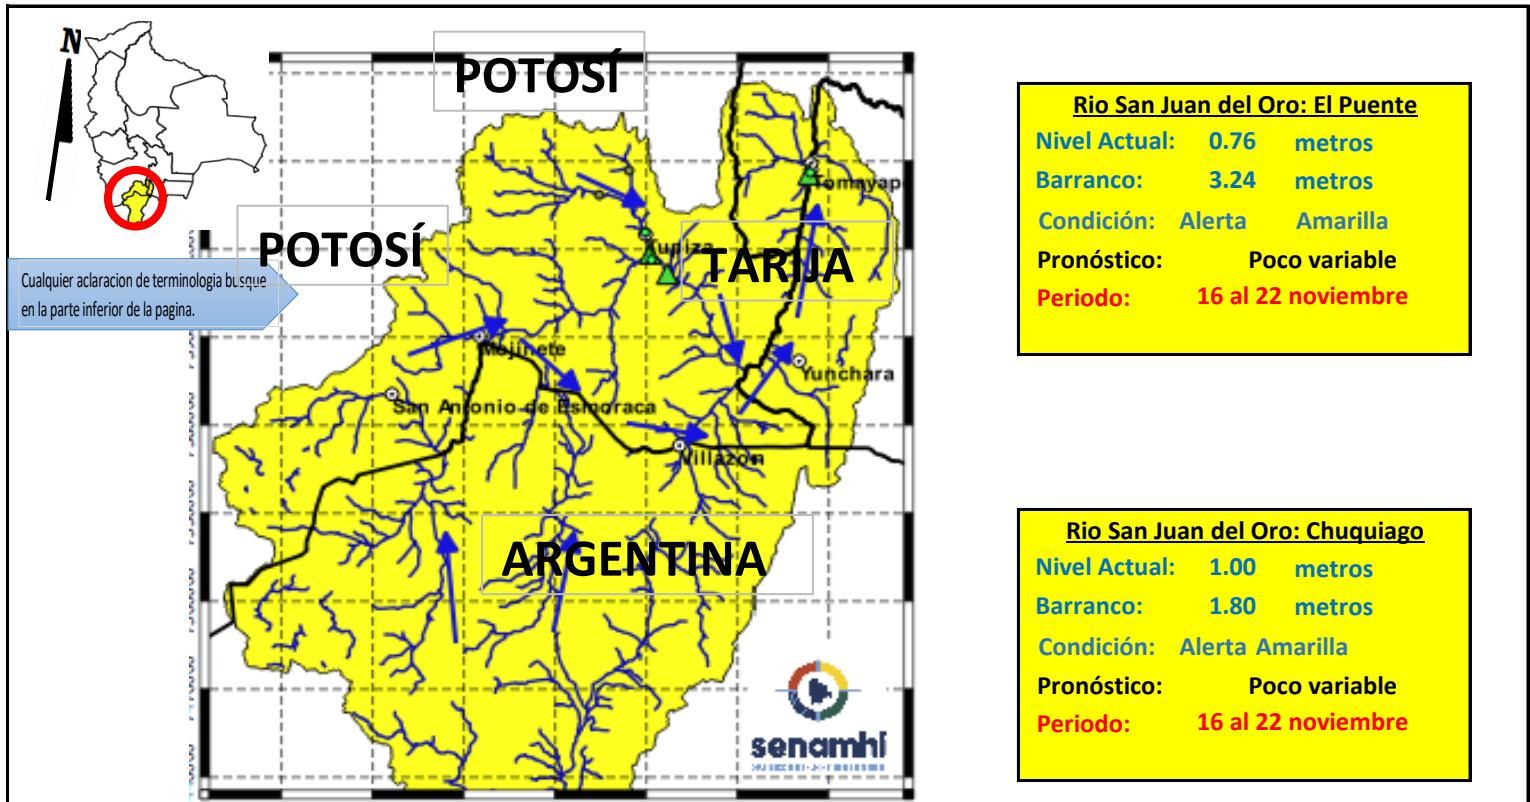 N
POTOSÍ
POTOSÍ
TARIJA
ARGENTINA
Cualquier aclaracion de terminologia busque
en la parte inferior de la pagina.
Tomayap
Tupiza
Mojinete
San Antonio de Esmoraca
Yunchara
Villazon
senamhi
Rio San Juan del Oro: El Puente
Nivel Actual: 0.76 metros
Barranco: 3.24 metros
Condición: Alerta Amarilla
Pronóstico: Poco variable
Periodo: 16 al 22 noviembre
Rio San Juan del Oro: Chuquiago
Nivel Actual: 1.00 metros
Barranco: 1.80 metros
Condición: Alerta Amarilla
Pronóstico: Poco variable
Periodo: 16 al 22 noviembre